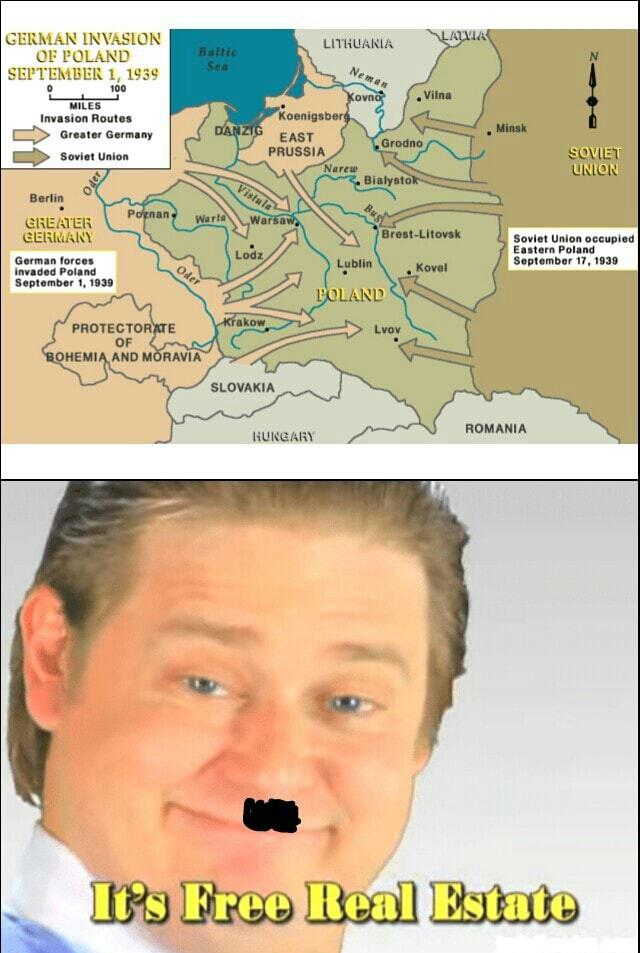 GERMAN INVASION
OF POLAND
SEPTEMBER 1, 1939
0 100
MILES
Invasion Routes
Greater Germany
Soviet Union
Baltic
Sea
LITHUANIA
LATVIA
N
Neman
Kovno
Vilna
Koenigsberg
DANZIG
EAST
PRUSSIA
Minsk
Grodno
SOVIET
UNION
Narew
Bialystok
Oder
Berlin
Vistula
Poznan
Warta
Warsaw
Bug
Brest-Litovsk
GREATER
GERMANY
Soviet Union occupied
Eastern Poland
September 17, 1939
German forces
invaded Poland
September 1, 1939
Lodz
Oder
Lublin
Kovel
POLAND
PROTECTORATE
OF
BOHEMIA AND MORAVIA
Krakow
Lvov
SLOVAKIA
HUNGARY
ROMANIA
It's Free Real Estate